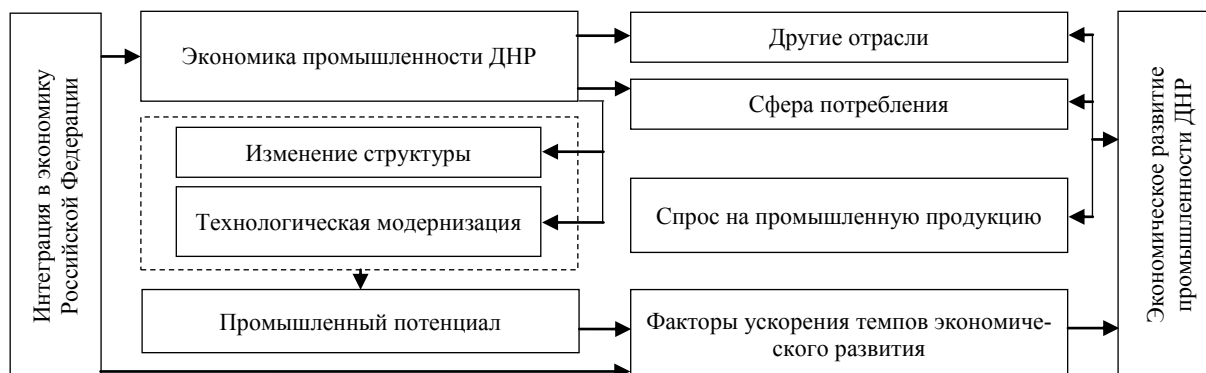 Интеграция в экономику
Российской Федерации
Экономика промышленности ДНР
Другие отрасли
Сфера потребления
Изменение структуры
Технологическая модернизация
Спрос на промышленную продукцию
Промышленный потенциал
Факторы ускорения темпов экономиче-
ского развития
Экономическое развитие
промышленности ДНР